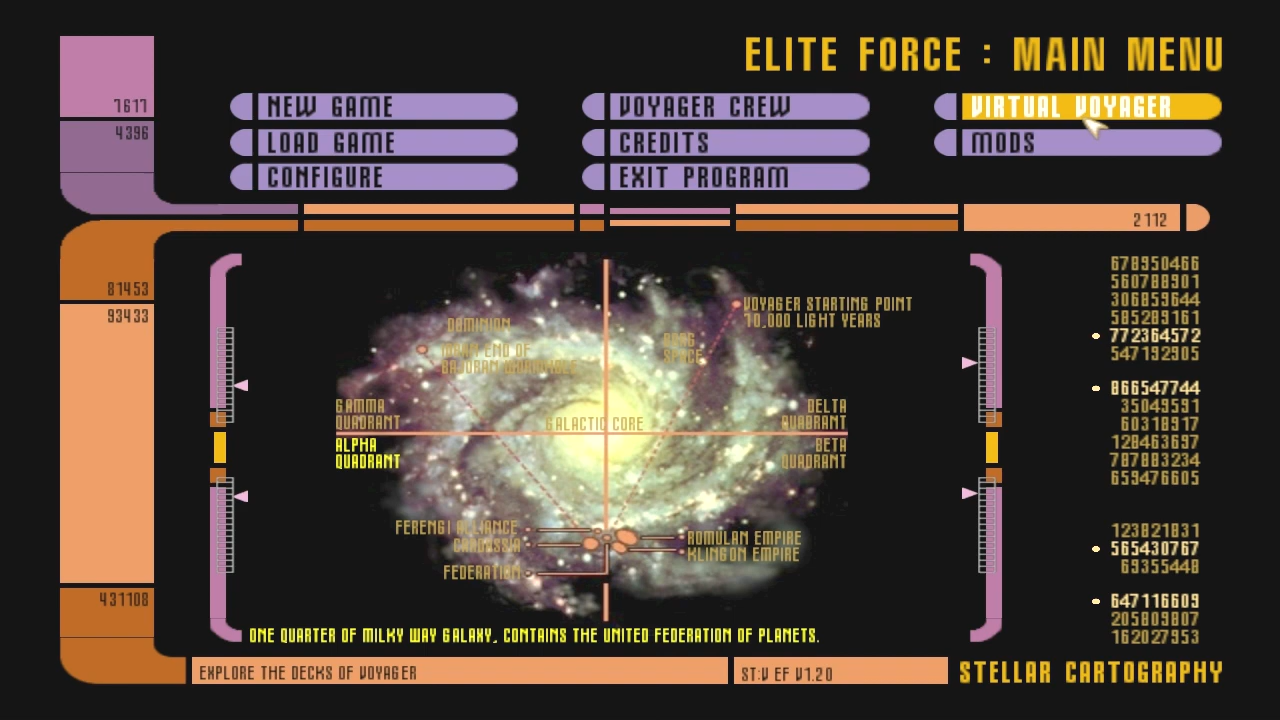 ELITE FORCE : MAIN MENU
7617
4396
NEW GAME
VOYAGER CREW
VIRTUAL VOYAGER
LOAD GAME
CREDITS
MODS
CONFIGURE
EXIT PROGRAM
2112
81453
93433
431108
VOYAGER STARTING POINT
70,000 LIGHT YEARS
DOMINION
BORG
SPACE
END OF
BAJORAN
GAMMA
QUADRANT
DELTA
QUADRANT
GALACTIC CORE
ALPHA
QUADRANT
BETA
QUADRANT
FERENGI ALLIANCE
CARDASSIA
FEDERATION
ROMULAN EMPIRE
KLINGON EMPIRE
ONE QUARTER OF MILKY WAY GALAXY, CONTAINS THE UNITED FEDERATION OF PLANETS.
678950466
560788901
306859644
585289161
772364572
547192905
866547744
35049591
60318917
128463697
787883234
659476605
123821831
565430767
69355448
647116609
205809807
162027953
EXPLORE THE DECKS OF VOYAGER
ST:V EF V1.20
STELLAR CARTOGRAPHY